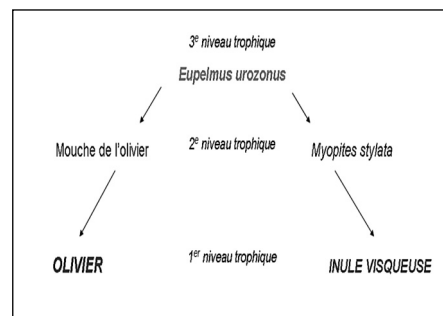 3e niveau trophique
Eupelmus urozonus
Mouche de l'olivier 2e niveau trophique Myopites stylata
OLIVIER 1er niveau trophique INULE VISQUEUSE